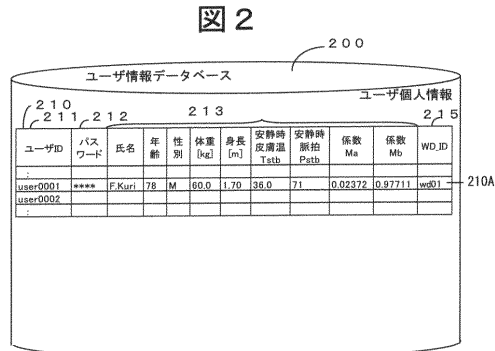 図2
200
ユーザ情報データベース
ユーザ個人情報
210
211 212 213 215
ユーザID パスワード 氏名 年齢 性別 体重[kg] 身長[m] 安静時皮膚温Tstb 安静時脈拍Pstb 係数Ma 係数Mb WD_ID
:
user0001 **** F.Kuri 78 M 60.0 1.70 36.0 71 0.02372 0.97711 wd01 210A
user0002
: